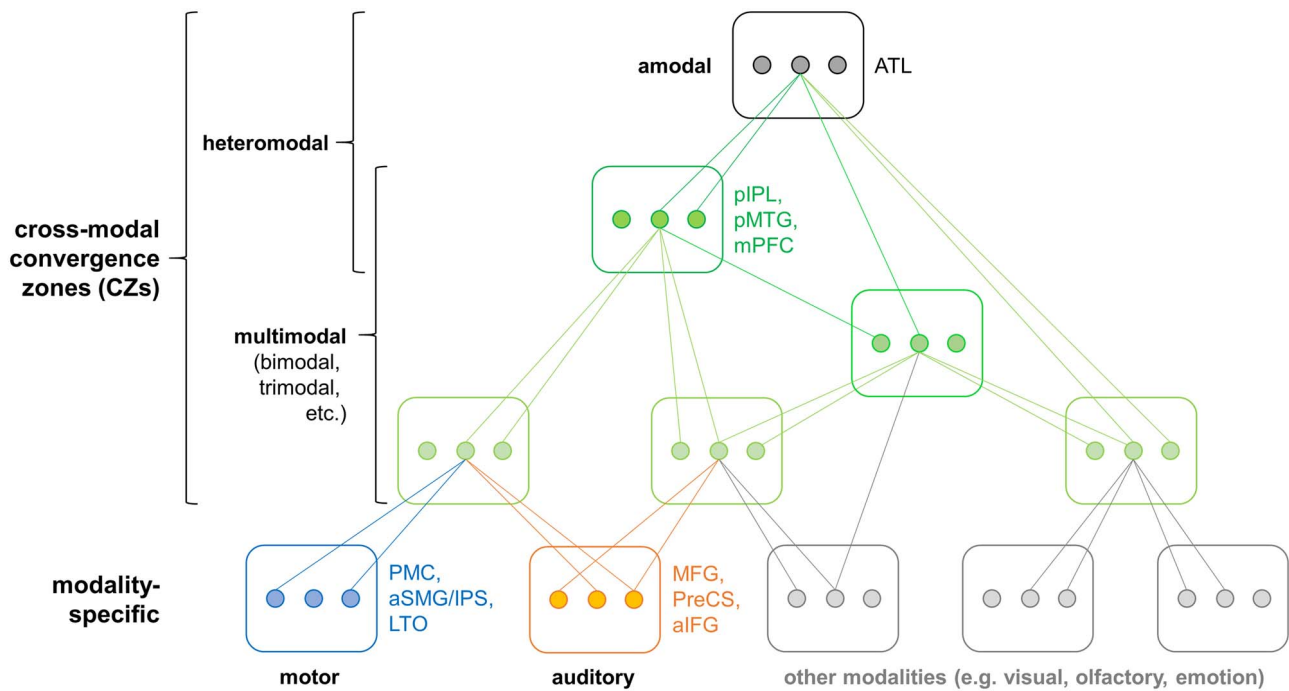 amodal
ATL
heteromodal
pIPL,
pMTG,
mPFC
cross-modal
convergence
zones (CZs)
multimodal
(bimodal,
trimodal,
etc.)
modality-
specific
PMC,
aSMG/IPS,
LTO
MFG,
PreCS,
aIFG
motor
auditory
other modalities (e.g. visual, olfactory, emotion)